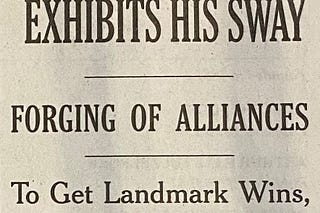 EXHIBITS HIS SWAY
FORGING OF ALLIANCES
To Get Landmark Wins,